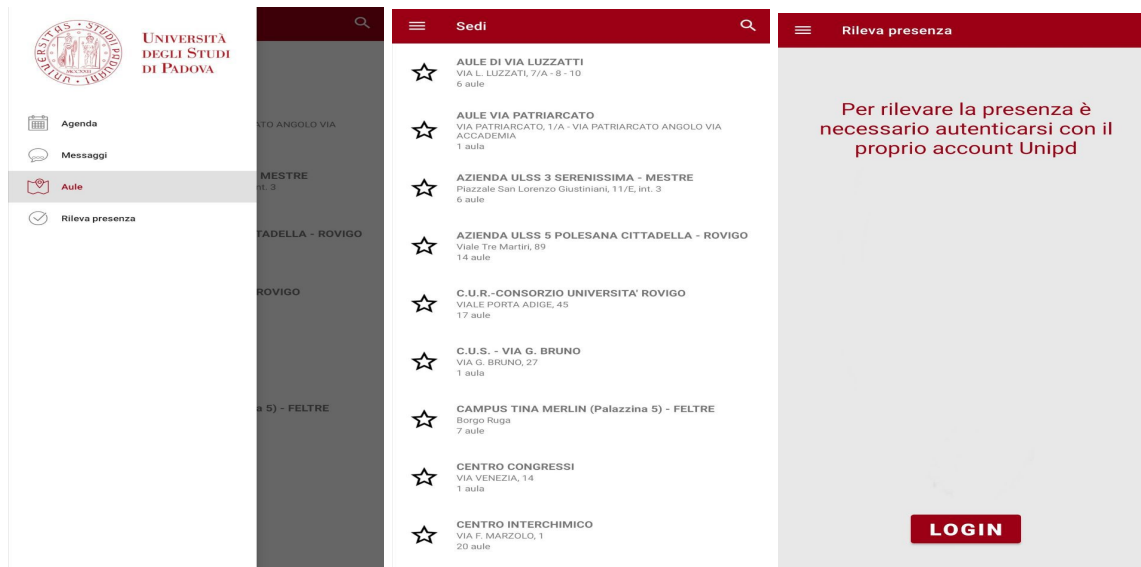 UNIVERSITÀ
DEGLI STUDI
DI PADOVA
Agenda
Messaggi
Aule
Rileva presenza
ATO ANGOLO VIA
MESTRE
nt. 3
TADELLA - ROVIGO
ROVIGO
a 5) - FELTRE
Sedi
AULE DI VIA LUZZATTI
VIA L. LUZZATI, 7/A - 8 - 10
6 aule
AULE VIA PATRIARCATO
VIA PATRIARCATO, 1/A - VIA PATRIARCATO ANGOLO VIA
ACCADEMIA
1 aula
AZIENDA ULSS 3 SERENISSIMA - MESTRE
Piazzale San Lorenzo Giustiniani, 11/E, int. 3
6 aule
AZIENDA ULSS 5 POLESANA CITTADELLA - ROVIGO
Viale Tre Martiri, 89
14 aule
C.U.R.-CONSORZIO UNIVERSITA' ROVIGO
VIALE PORTA ADIGE, 45
17 aule
C.U.S. - VIA G. BRUNO
VIA G. BRUNO, 27
1 aula
CAMPUS TINA MERLIN (Palazzina 5) - FELTRE
Borgo Ruga
7 aule
CENTRO CONGRESSI
VIA VENEZIA, 14
1 aula
CENTRO INTERCHIMICO
VIA F. MARZOLO, 1
20 aule
Rileva presenza
Per rilevare la presenza è
necessario autenticarsi con il
proprio account Unipd
LOGIN